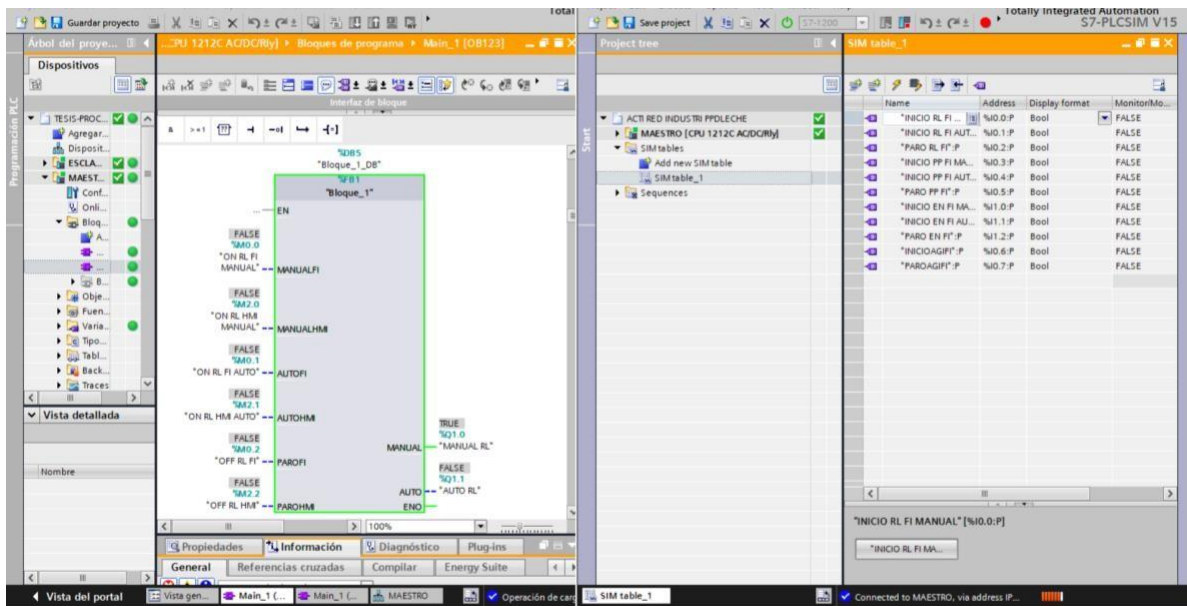 Guardar proyecto
Total
Árbol del proye...
...CPU 1212C AC/DC/Rly] ▸ Bloques de programa ▸ Main_1 [OB123]
Dispositivos
Programación PLC
TESIS-PROC...
Agregar...
Disposit...
ESCLA...
MAEST...
Conf...
Onli...
Bloq...
A...
...
...
B...
Obje...
Fuen...
Varia...
Tipo...
Tabl...
Back...
Traces
Vista detallada
Nombre
Interfaz de bloque
%DB5
"Bloque_1_DB"
%FB1
"Bloque_1"
... EN
FALSE
%M0.0
"ON RL FI
MANUAL" MANUALFI
FALSE
%M2.0
"ON RL HMI
MANUAL" MANUALHMI
FALSE
%M0.1
"ON RL FI AUTO" AUTOFI
FALSE
%M2.1
"ON RL HMI AUTO" AUTOHMI
FALSE
%M0.2
"OFF RL FI" PAROFI
FALSE
%M2.2
"OFF RL HMI" PAROHMI
TRUE
%Q1.0
MANUAL "MANUAL RL"
FALSE
%Q1.1
AUTO "AUTO RL"
ENO
100%
Propiedades Información Diagnóstico Plug-ins
General Referencias cruzadas Compilar Energy Suite
Vista del portal Vista gen... Main_1 (... Main_1 (... MAESTRO Operación de carg
Save project S7-1200
Totally Integrated Automation
S7-PLCSIM V15
Project tree
Start
ACTI RED INDUSTRI PPDLECHE
MAESTRO [CPU 1212C AC/DC/Rly]
SIM tables
Add new SIM table
SIM table_1
Sequences
SIM table_1
Name Address Display format Monitor/Mo...
"INICIO RL FI ... %I0.0:P Bool FALSE
"INICIO RL FI AUT... %I0.1:P Bool FALSE
"PARO RL FI":P %I0.2:P Bool FALSE
"INICIO PP FI MA... %I0.3:P Bool FALSE
"INICIO PP FI AUT... %I0.4:P Bool FALSE
"PARO PP FI":P %I0.5:P Bool FALSE
"INICIO EN FI MA... %I1.0:P Bool FALSE
"INICIO EN FI AU... %I1.1:P Bool FALSE
"PARO EN FI":P %I1.2:P Bool FALSE
"INICIOAGIFI":P %I0.6:P Bool FALSE
"PAROAGIFI":P %I0.7:P Bool FALSE
"INICIO RL FI MANUAL" [%I0.0:P]
"INICIO RL FI MA...
SIM table_1
Connected to MAESTRO, via address IP...